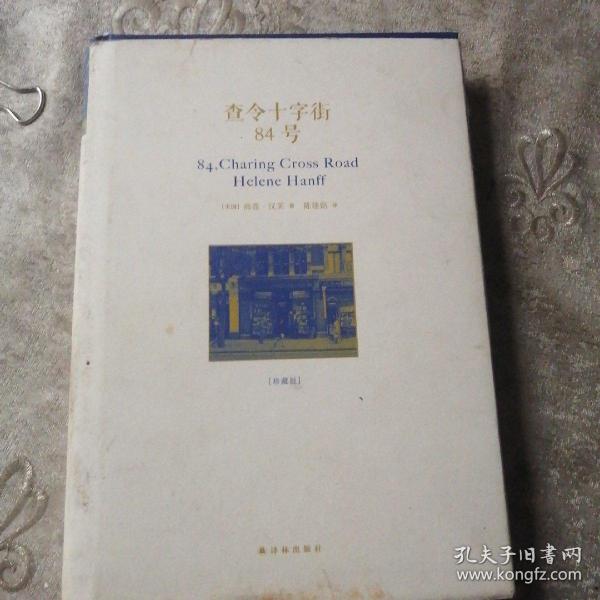 查令十字街
84号
84, Charing Cross Road
Helene Hanff
[美国] 海莲·汉芙 著 陈建铭 译
[珍藏版]
译林出版社
孔夫子旧书网
www.kongfz.com